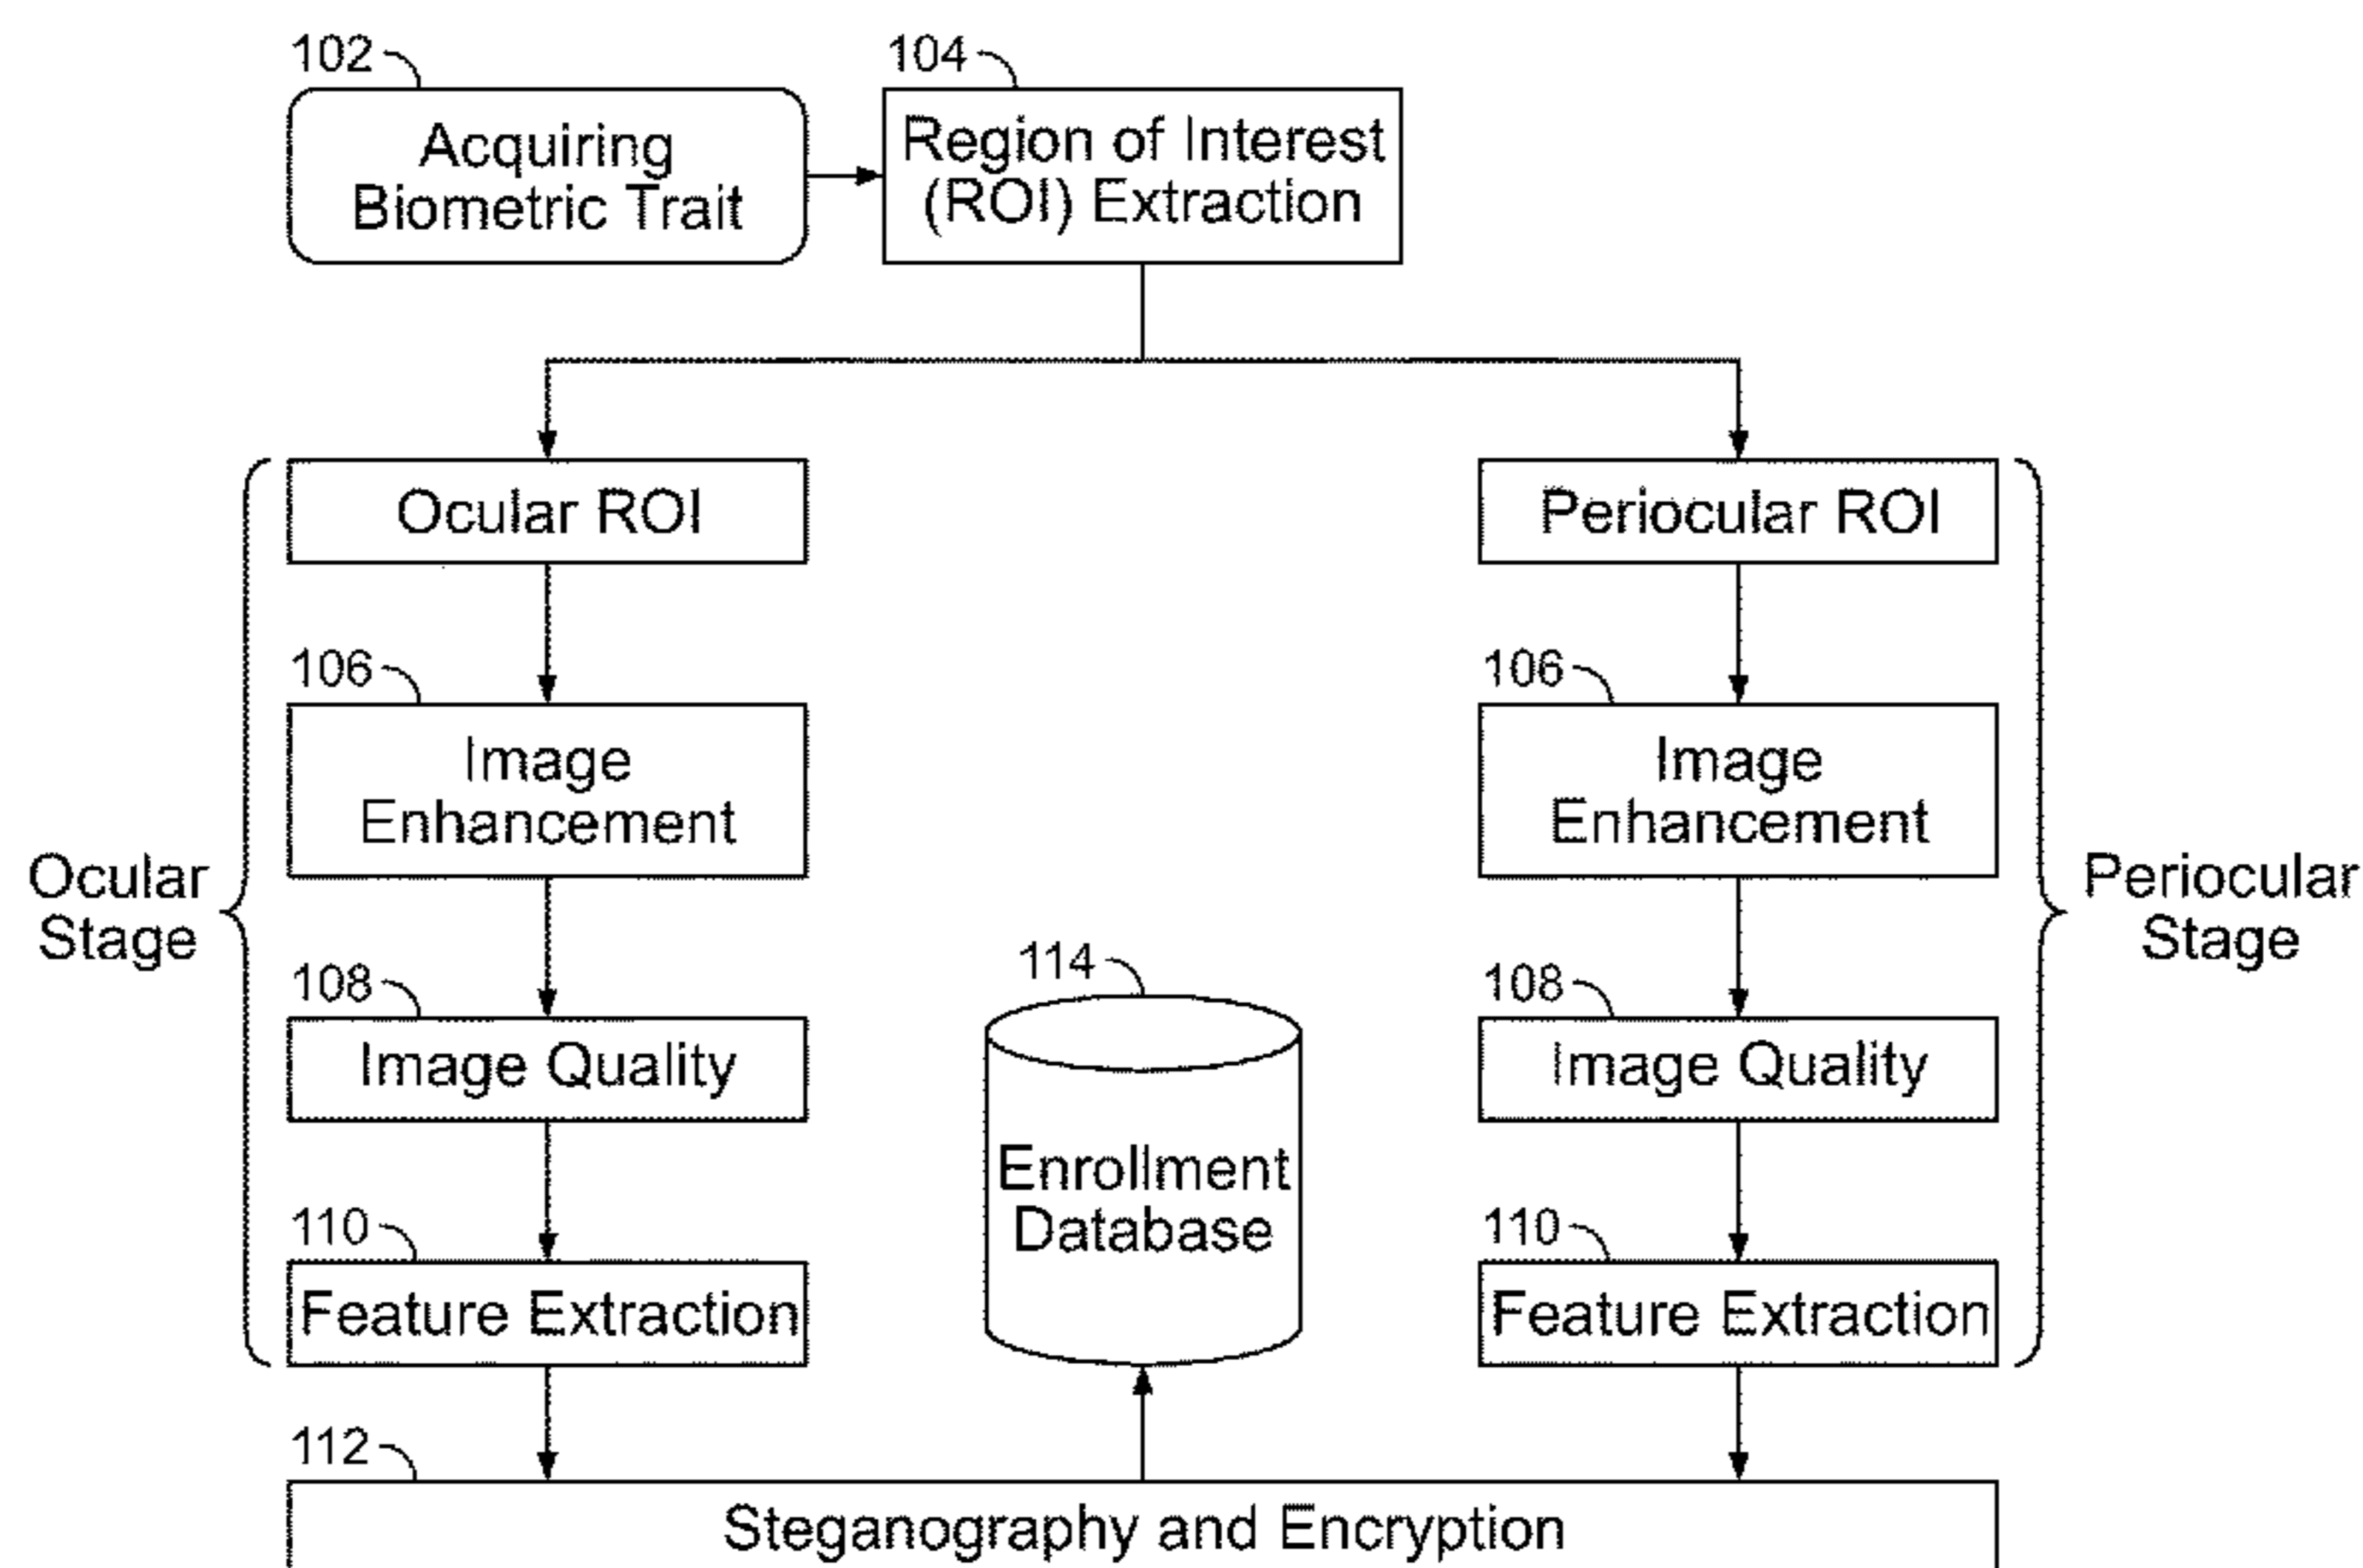 102
Acquiring
Biometric Trait
104
Region of Interest
(ROI) Extraction
Ocular
Stage
Ocular ROI
106
Image
Enhancement
108
Image Quality
110
Feature Extraction
114
Enrollment
Database
Periocular ROI
106
Image
Enhancement
108
Image Quality
110
Feature Extraction
Periocular
Stage
112
Steganography and Encryption